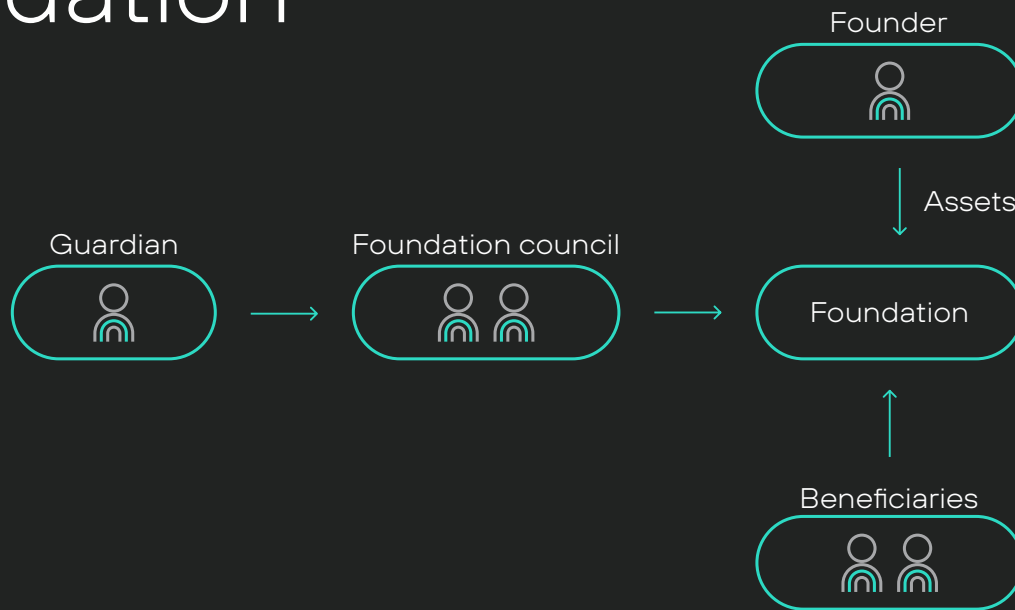 dation
Founder
Assets
Guardian
Foundation council
Foundation
Beneficiaries